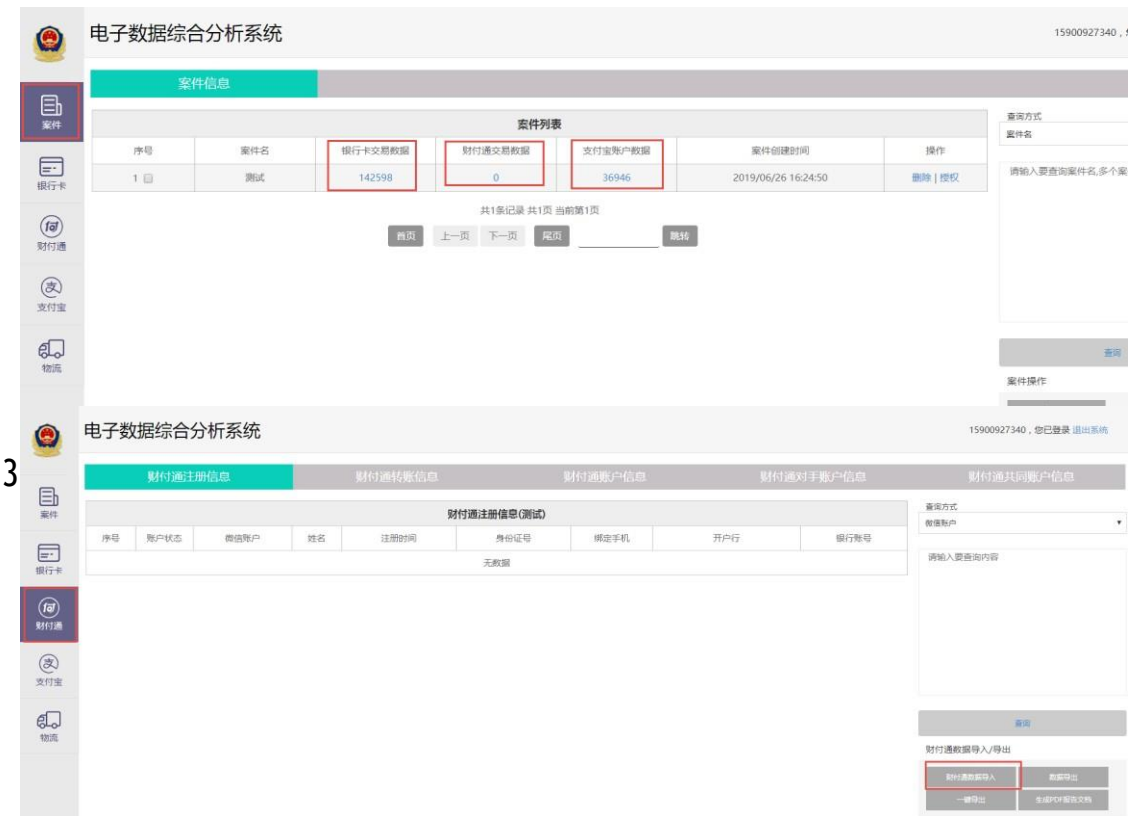 电子数据综合分析系统
15900927340，
案件信息
案件
银行卡
财付通
支付宝
物流
案件列表
序号 案件名 银行卡交易数据 财付通交易数据 支付宝账户数据 案件创建时间 操作
1 测试 142598 0 36946 2019/06/26 16:24:50 删除 | 授权
共1条记录 共1页 当前第1页
首页 上一页 下一页 尾页 跳转
查询方式
案件名
请输入要查询案件名,多个案
查询
案件操作
3
电子数据综合分析系统
15900927340，您已登录 退出系统
财付通注册信息 财付通转账信息 财付通账户信息 财付通对手账户信息 财付通共同账户信息
案件
银行卡
财付通
支付宝
物流
财付通注册信息(测试)
序号 账户状态 微信账户 姓名 注册时间 身份证号 绑定手机 开户行 银行账号
无数据
查询方式
微信账户
请输入要查询内容
查询
财付通数据导入/导出
财付通数据导入 数据导出
一键导出 生成PDF报告文档